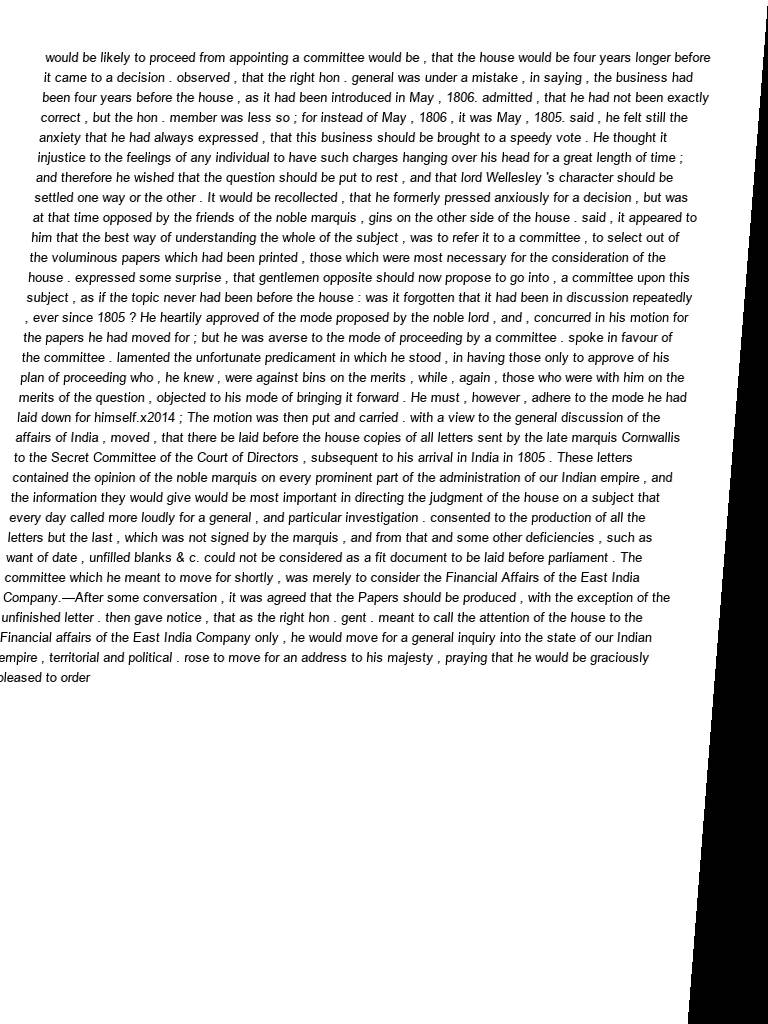 would be likely to proceed from appointing a committee would be , that the house would be four years longer before
it came to a decision . observed , that the right hon . general was under a mistake , in saying , the business had
been four years before the house , as it had been introduced in May , 1806. admitted , that he had not been exactly
correct , but the hon . member was less so ; for instead of May , 1806 , it was May , 1805. said , he felt still the
anxiety that he had always expressed , that this business should be brought to a speedy vote . He thought it
injustice to the feelings of any individual to have such charges hanging over his head for a great length of time ;
and therefore he wished that the question should be put to rest , and that lord Wellesley 's character should be
settled one way or the other . It would be recollected , that he formerly pressed anxiously for a decision , but was
at that time opposed by the friends of the noble marquis , gins on the other side of the house . said , it appeared to
him that the best way of understanding the whole of the subject , was to refer it to a committee , to select out of
the voluminous papers which had been printed , those which were most necessary for the consideration of the
house . expressed some surprise , that gentlemen opposite should now propose to go into , a committee upon this
subject , as if the topic never had been before the house : was it forgotten that it had been in discussion repeatedly
, ever since 1805 ? He heartily approved of the mode proposed by the noble lord , and , concurred in his motion for
the papers he had moved for ; but he was averse to the mode of proceeding by a committee . spoke in favour of
the committee . lamented the unfortunate predicament in which he stood , in having those only to approve of his
plan of proceeding who , he knew , were against bins on the merits , while , again , those who were with him on the
merits of the question , objected to his mode of bringing it forward . He must , however , adhere to the mode he had
laid down for himself.x2014 ; The motion was then put and carried . with a view to the general discussion of the
affairs of India , moved , that there be laid before the house copies of all letters sent by the late marquis Cornwallis
to the Secret Committee of the Court of Directors , subsequent to his arrival in India in 1805 . These letters
contained the opinion of the noble marquis on every prominent part of the administration of our Indian empire , and
the information they would give would be most important in directing the judgment of the house on a subject that
every day called more loudly for a general , and particular investigation . consented to the production of all the
letters but the last , which was not signed by the marquis , and from that and some other deficiencies , such as
want of date , unfilled blanks & c. could not be considered as a fit document to be laid before parliament . The
committee which he meant to move for shortly , was merely to consider the Financial Affairs of the East India
Company.—After some conversation , it was agreed that the Papers should be produced , with the exception of the
unfinished letter . then gave notice , that as the right hon . gent . meant to call the attention of the house to the
Financial affairs of the East India Company only , he would move for a general inquiry into the state of our Indian
empire , territorial and political . rose to move for an address to his majesty , praying that he would be graciously
pleased to order